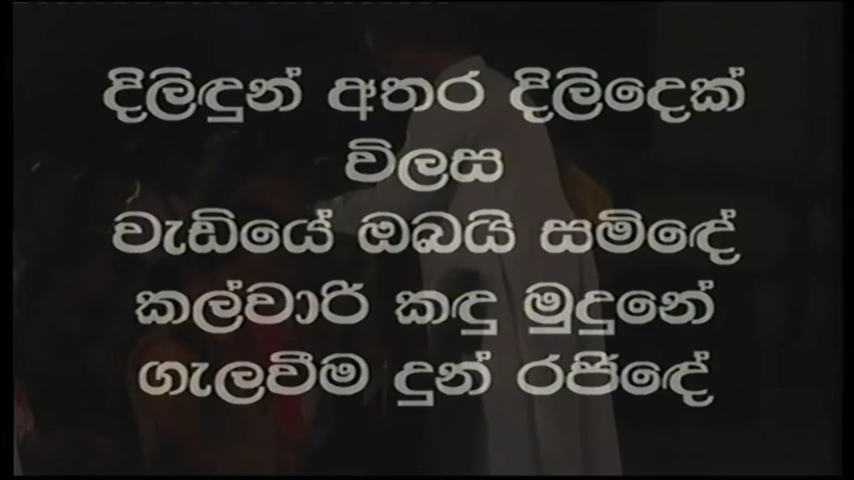 දිලිඳුන් අතර දිලිදෙක්
විලස
වැඩියේ ඔබයි සමිඳේ
කල්වාරි කඳු මුදුනේ
ගැලවීම දුන් රජිඳේ